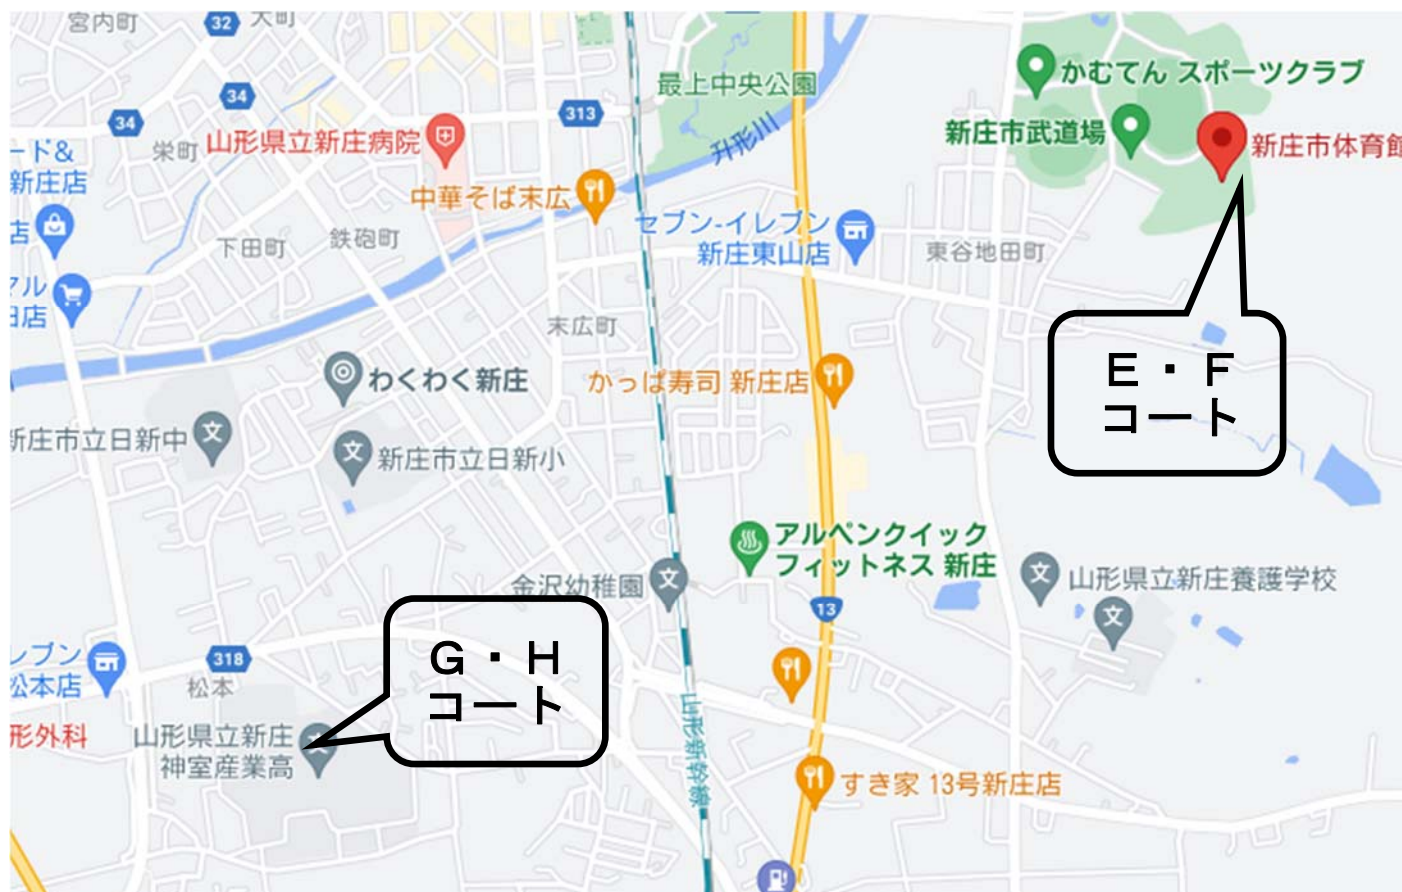 宮内町
32
大町
34
34
313
最上中央公園
かむてん スポーツクラブ
新庄市武道場
新庄市体育館
ード&
新庄店
栄町
山形県立新庄病院
升形川
中華そば末広
店
下田町
鉄砲町
セブン-イレブン
新庄東山店
東谷地田町
マル
日店
末広町
E・F
コート
わくわく新庄
かっぱ寿司 新庄店
新庄市立日新中
新庄市立日新小
アルペンクイック
フィットネス 新庄
金沢幼稚園
山形県立新庄養護学校
13
G・H
コート
レブン
松本店
318
松本
形外科
山形県立新庄
神室産業高
山形新幹線
すき家 13号新庄店